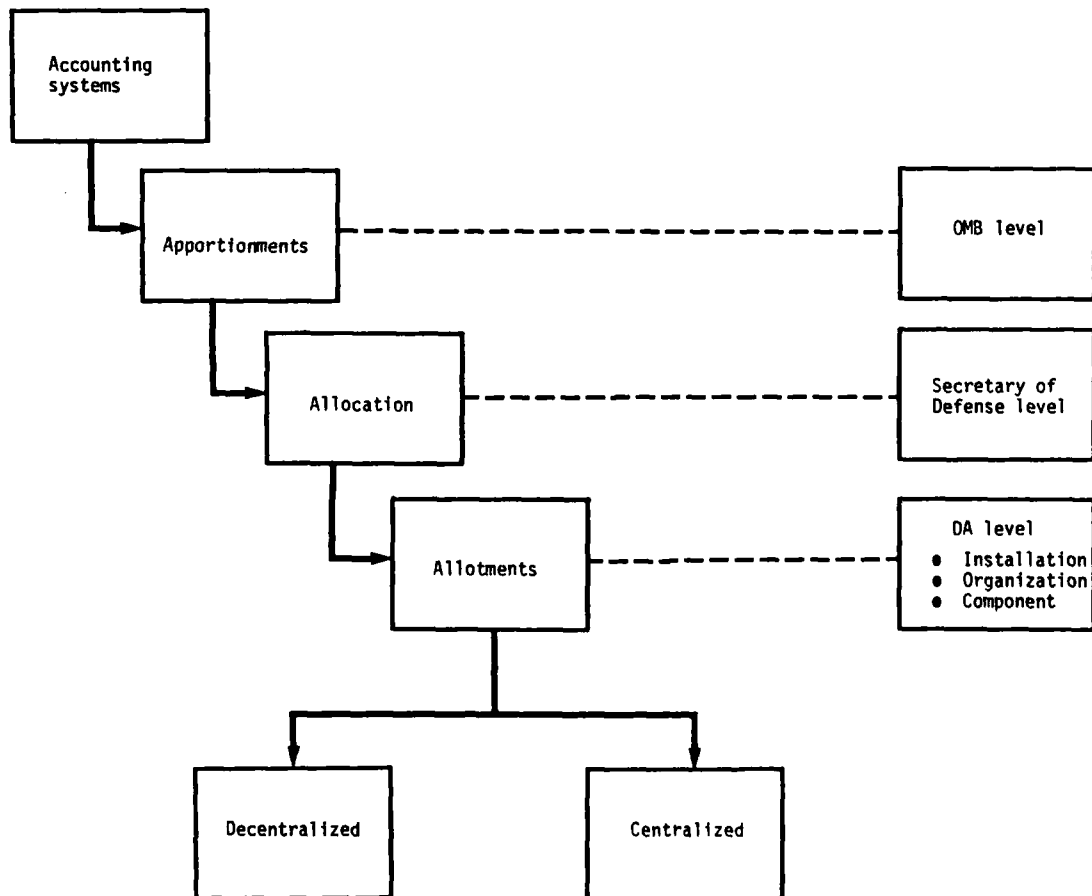 Accounting
systems
Apportionments
OMB level
Allocation
Secretary of
Defense level
Allotments
DA level
• Installation
• Organization
• Component
Decentralized
Centralized